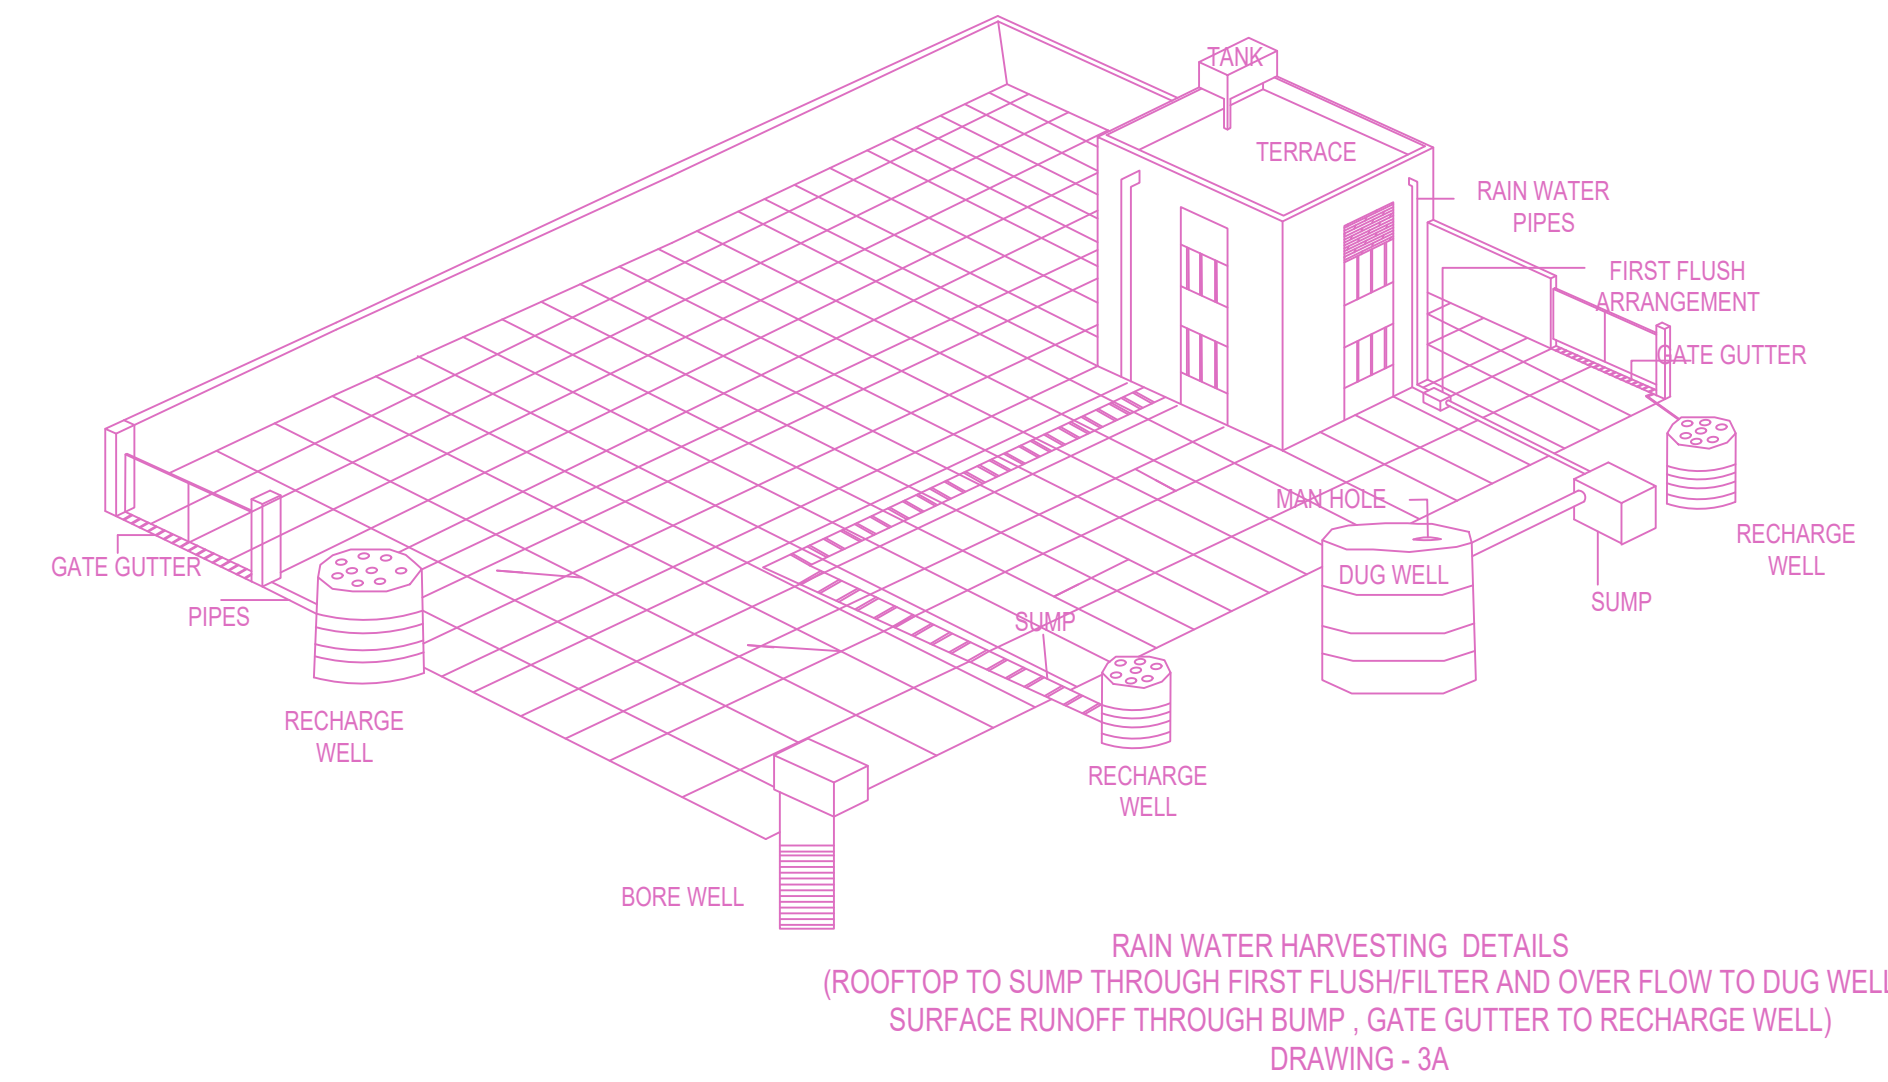 TANK
TERRACE
RAIN WATER
PIPES
FIRST FLUSH
ARRANGEMENT
GATE GUTTER
MAN HOLE
DUG WELL
RECHARGE
WELL
SUMP
GATE GUTTER
PIPES
SUMP
RECHARGE
WELL
RECHARGE
WELL
BORE WELL
RAIN WATER HARVESTING DETAILS
(ROOFTOP TO SUMP THROUGH FIRST FLUSH/FILTER AND OVER FLOW TO DUG WELL
SURFACE RUNOFF THROUGH BUMP , GATE GUTTER TO RECHARGE WELL)
DRAWING - 3A